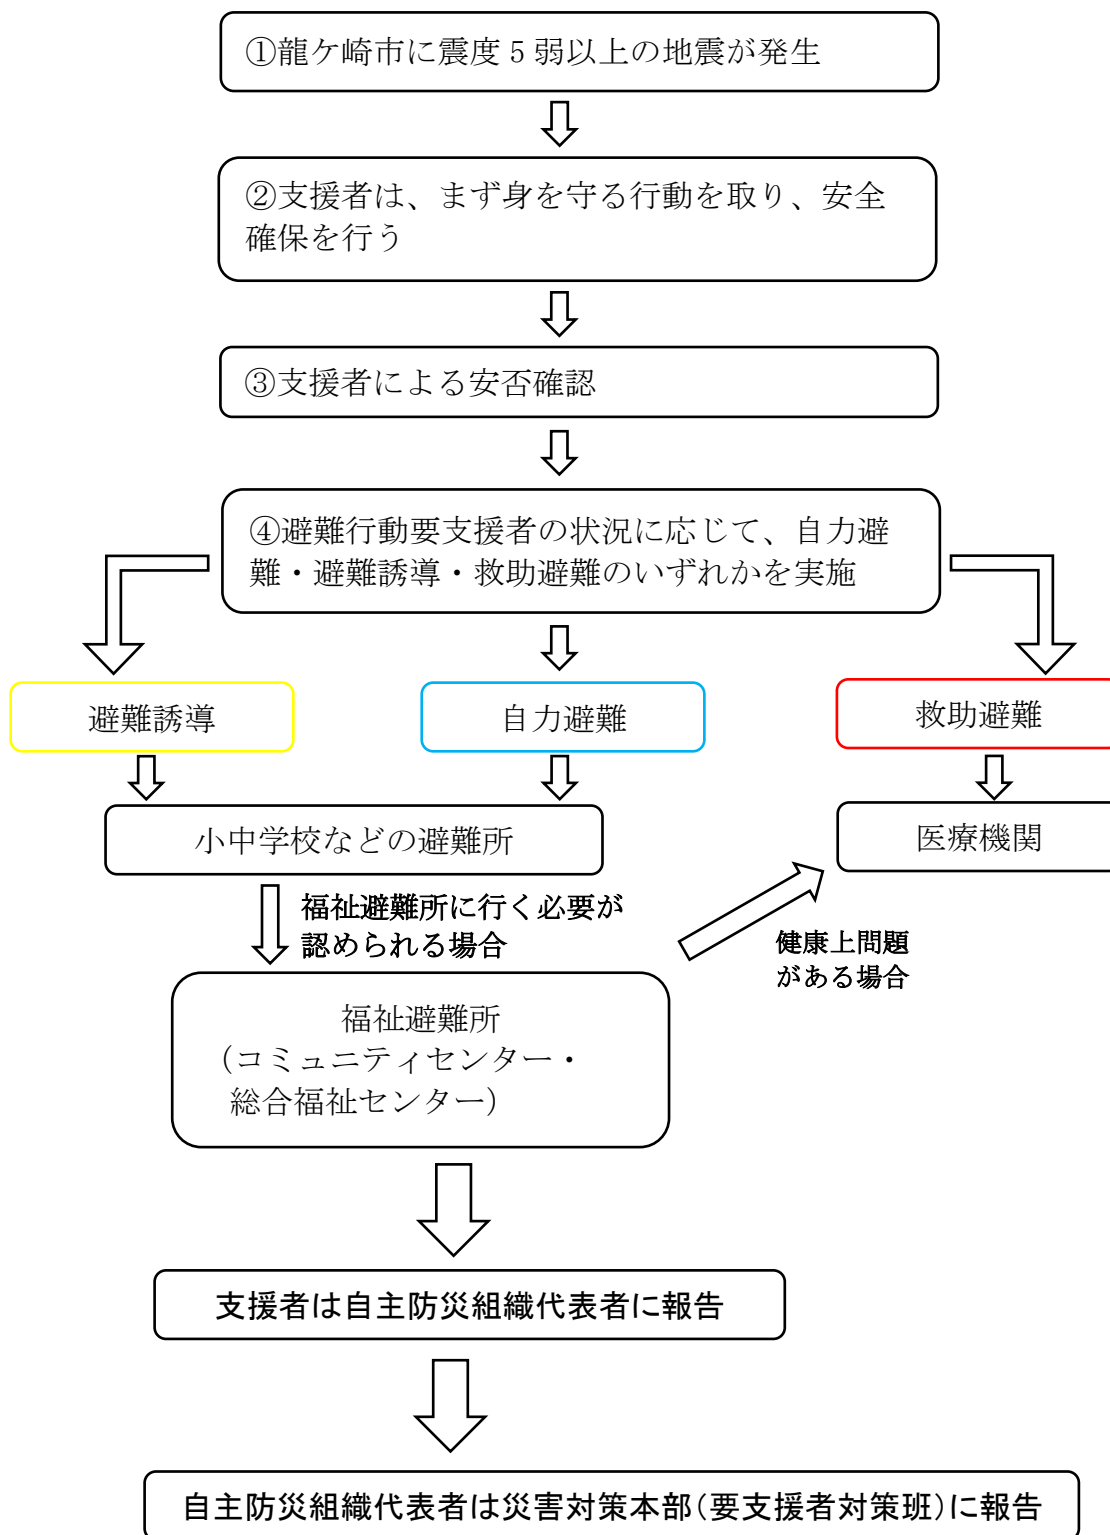 ①龍ケ崎市に震度５弱以上の地震が発生
②支援者は、まず身を守る行動を取り、安全
確保を行う
③支援者による安否確認
④避難行動要支援者の状況に応じて、自力避
難・避難誘導・救助避難のいずれかを実施
避難誘導
自力避難
救助避難
小中学校などの避難所
医療機関
福祉避難所に行く必要が
認められる場合
健康上問題
がある場合
福祉避難所
（コミュニティセンター・
総合福祉センター）
支援者は自主防災組織代表者に報告
自主防災組織代表者は災害対策本部（要支援者対策班）に報告